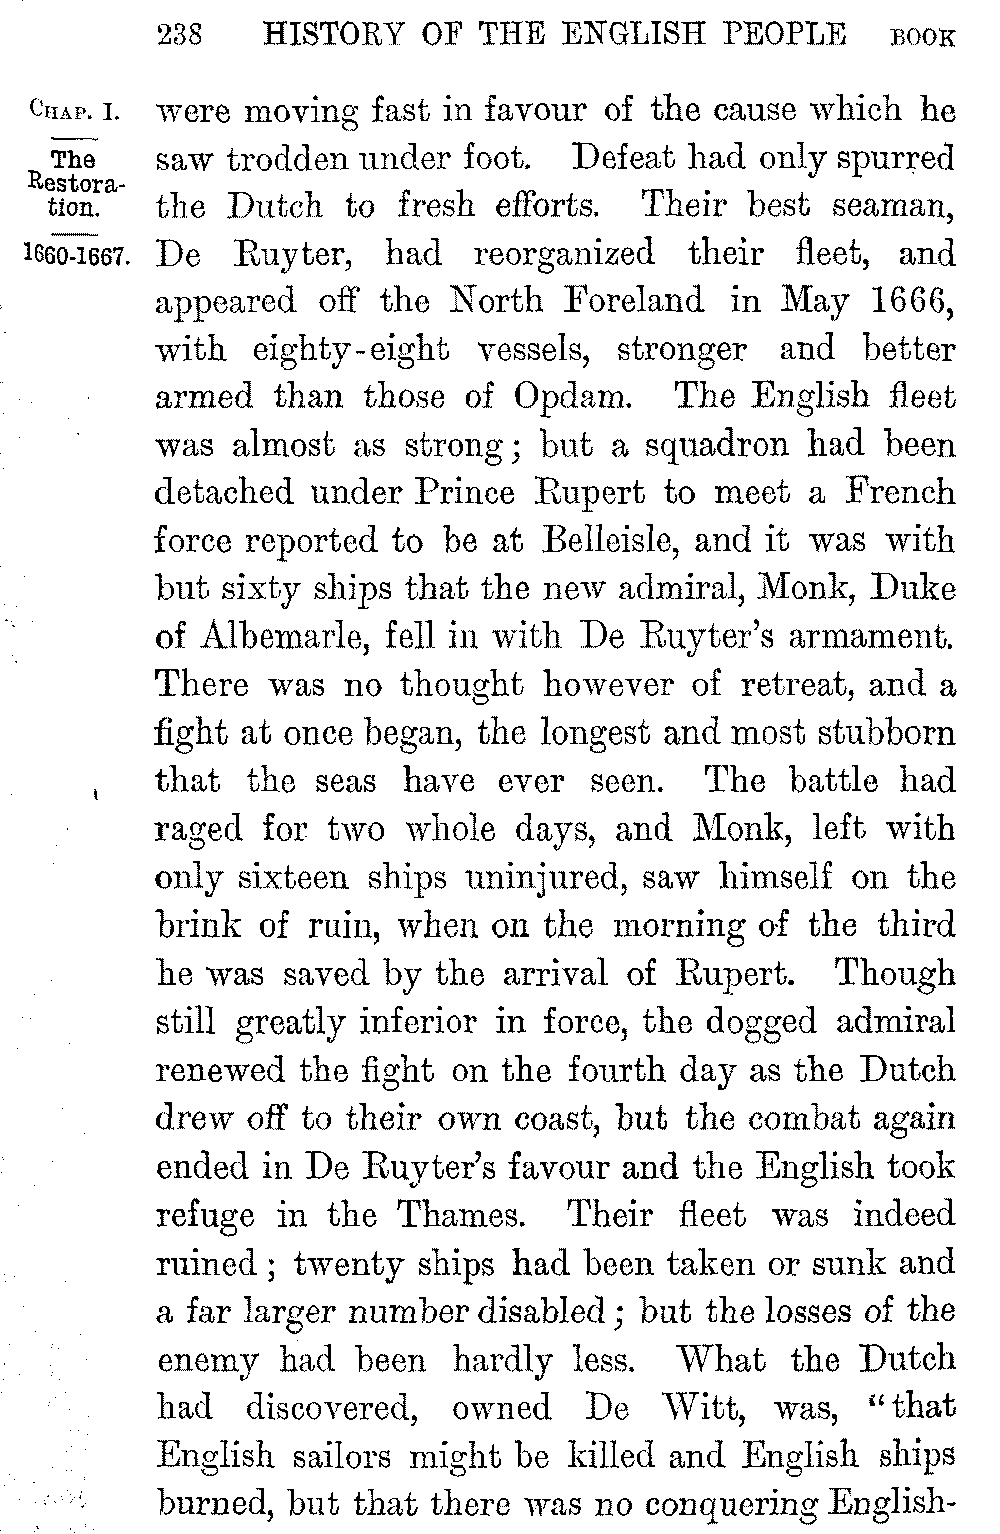 238 HISTORY OF THE ENGLISH PEOPLE BOOK
CHAP. I.
The
Restora-
tion.
1660-1667.
were moving fast in favour of the cause which he
saw trodden under foot. Defeat had only spurred
the Dutch to fresh efforts. Their best seaman,
De Ruyter, had reorganized their fleet, and
appeared off the North Foreland in May 1666,
with eighty-eight vessels, stronger and better
armed than those of Opdam. The English fleet
was almost as strong; but a squadron had been
detached under Prince Rupert to meet a French
force reported to be at Belleisle, and it was with
but sixty ships that the new admiral, Monk, Duke
of Albemarle, fell in with De Ruyter's armament.
There was no thought however of retreat, and a
fight at once began, the longest and most stubborn
that the seas have ever seen. The battle had
raged for two whole days, and Monk, left with
only sixteen ships uninjured, saw himself on the
brink of ruin, when on the morning of the third
he was saved by the arrival of Rupert. Though
still greatly inferior in force, the dogged admiral
renewed the fight on the fourth day as the Dutch
drew off to their own coast, but the combat again
ended in De Ruyter's favour and the English took
refuge in the Thames. Their fleet was indeed
ruined; twenty ships had been taken or sunk and
a far larger number disabled; but the losses of the
enemy had been hardly less. What the Dutch
had discovered, owned De Witt, was, "that
English sailors might be killed and English ships
burned, but that there was no conquering English-